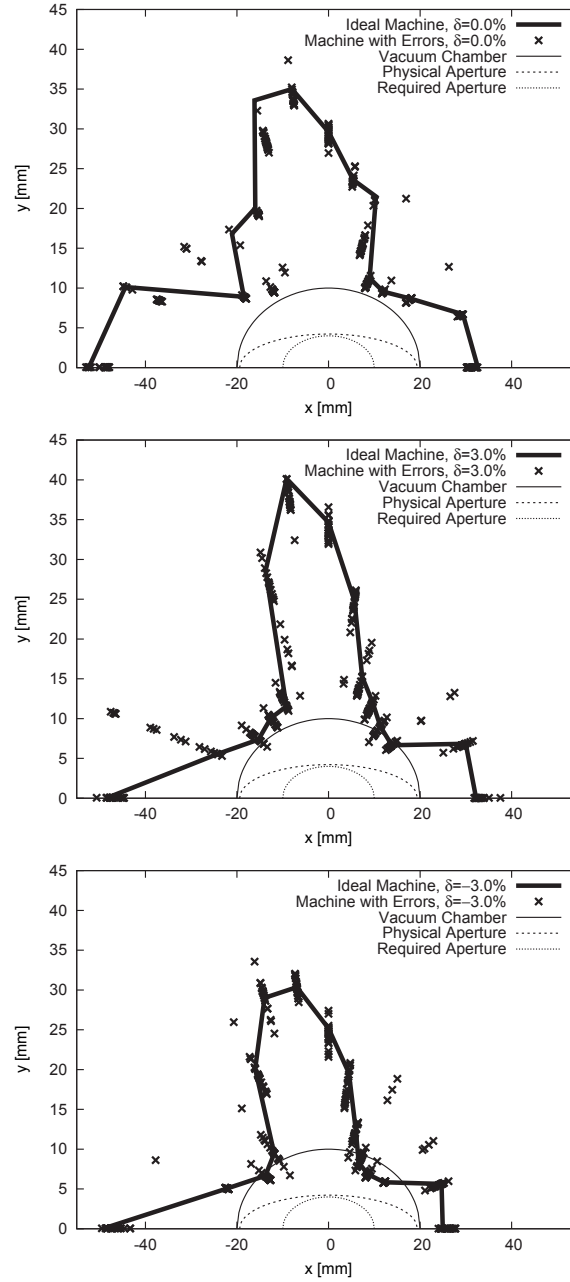 45
40
35
30
25
20
15
10
5
0
y [mm]
Ideal Machine, δ=0.0%
Machine with Errors, δ=0.0%
Vacuum Chamber
Physical Aperture
Required Aperture
-40 -20 0 20 40
x [mm]
45
40
35
30
25
20
15
10
5
0
y [mm]
Ideal Machine, δ=3.0%
Machine with Errors, δ=3.0%
Vacuum Chamber
Physical Aperture
Required Aperture
-40 -20 0 20 40
x [mm]
45
40
35
30
25
20
15
10
5
0
y [mm]
Ideal Machine, δ=−3.0%
Machine with Errors, δ=−3.0%
Vacuum Chamber
Physical Aperture
Required Aperture
-40 -20 0 20 40
x [mm]